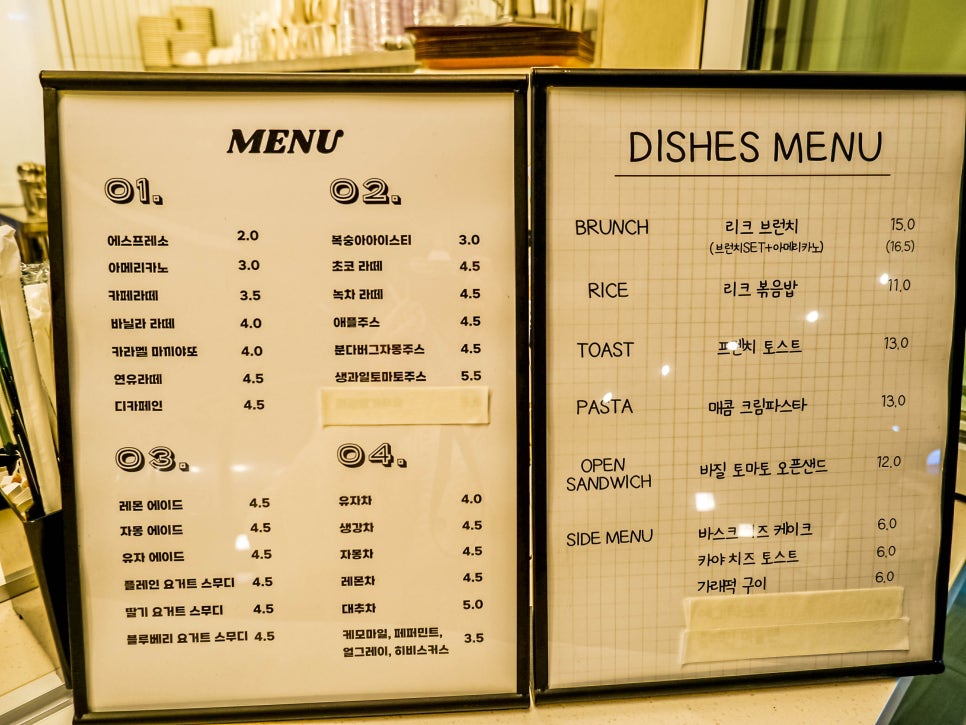 MENU
01.
에스프레소 2.0
아메리카노 3.0
카페라떼 3.5
바닐라 라떼 4.0
카라멜 마끼야또 4.0
연유라떼 4.5
디카페인 4.5
02.
복숭아아이스티 3.0
초코 라떼 4.5
녹차 라떼 4.5
애플주스 4.5
분다버그자몽주스 4.5
생과일토마토주스 5.5
03.
레몬 에이드 4.5
자몽 에이드 4.5
유자 에이드 4.5
플레인 요거트 스무디 4.5
딸기 요거트 스무디 4.5
블루베리 요거트 스무디 4.5
04.
유자차 4.0
생강차 4.5
자몽차 4.5
레몬차 4.5
대추차 5.0
케모마일, 페퍼민트,
얼그레이, 히비스커스 3.5
DISHES MENU
BRUNCH 리크 브런치 15.0
(브런치SET+아메리카노) (16.5)
RICE 리크 볶음밥 11.0
TOAST 프렌치 토스트 13.0
PASTA 매콤 크림파스타 13.0
OPEN
SANDWICH 바질 토마토 오픈샌드 12.0
SIDE MENU 바스크 치즈 케이크 6.0
카야 치즈 토스트 6.0
가래떡 구이 6.0